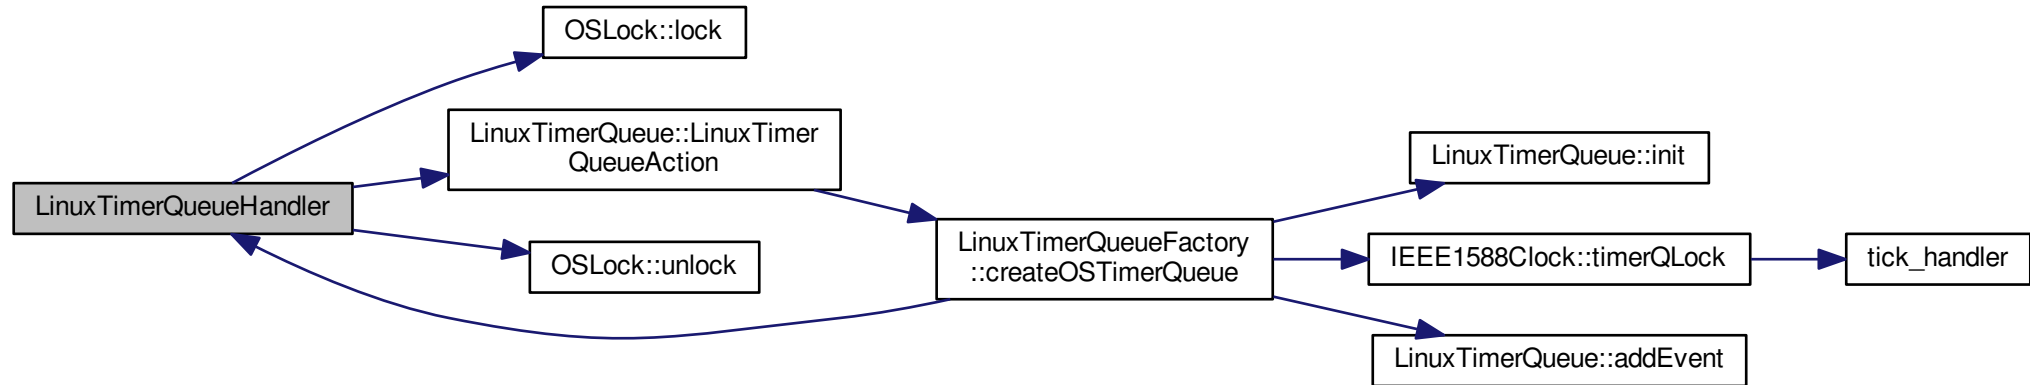 OSLock::lock
LinuxTimerQueue::LinuxTimer
QueueAction
LinuxTimerQueueHandler
OSLock::unlock
LinuxTimerQueueFactory
::createOSTimerQueue
LinuxTimerQueue::init
IEEE1588Clock::timerQLock
tick_handler
LinuxTimerQueue::addEvent